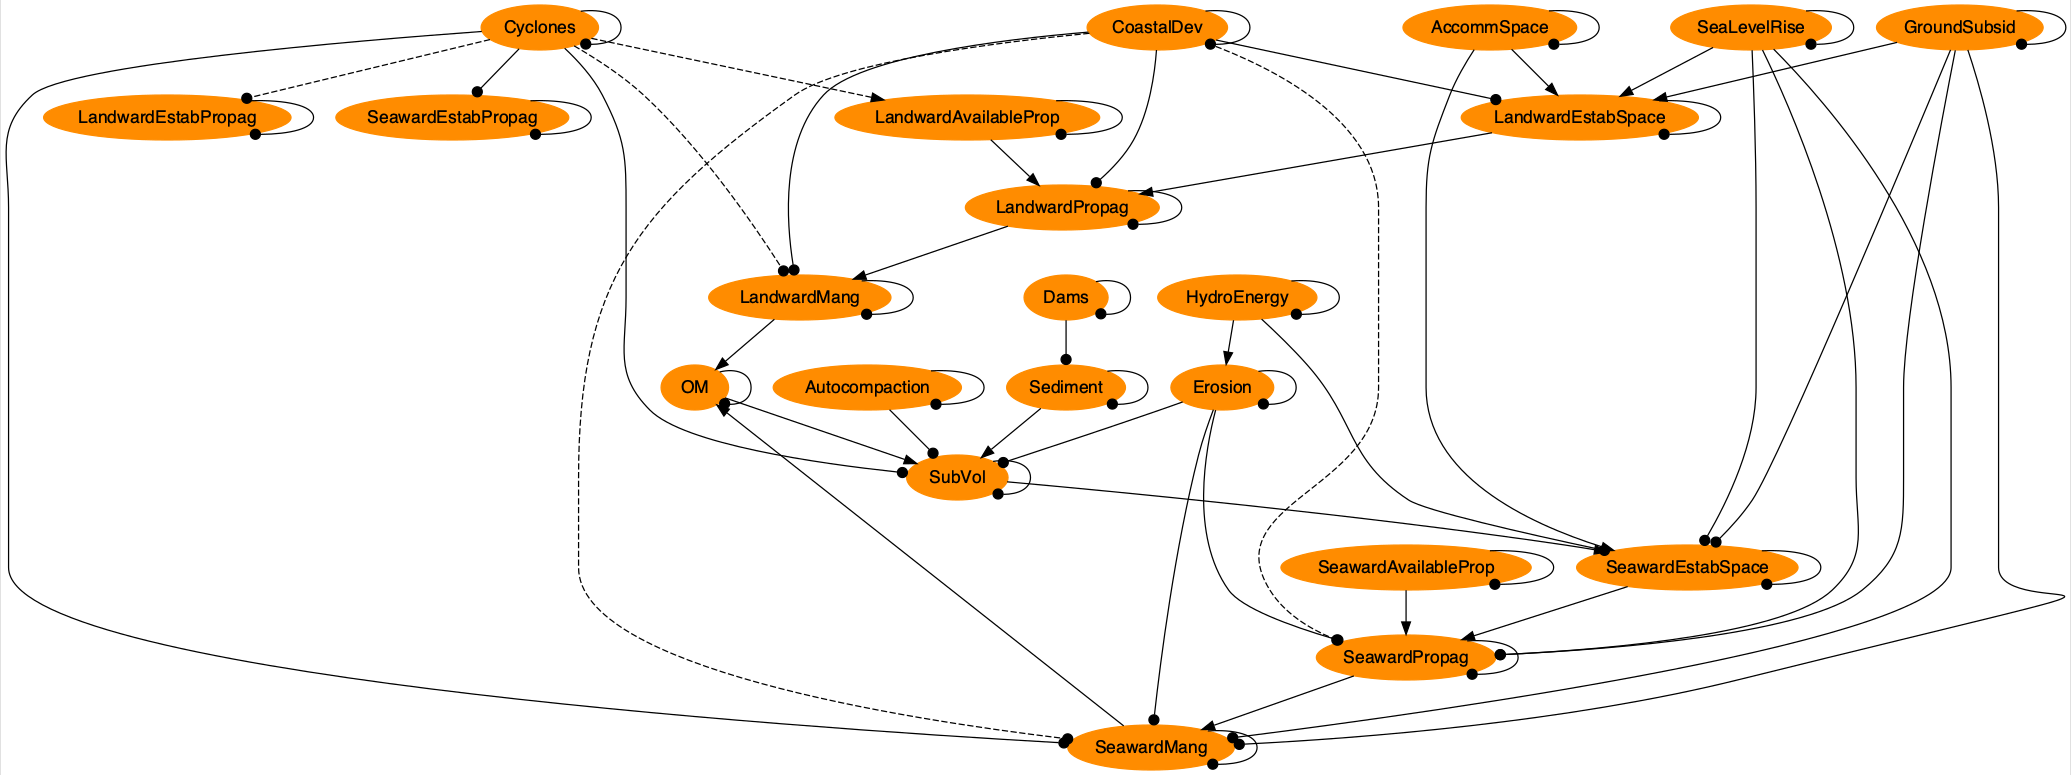 Cyclones
CoastalDev
AccommSpace
SeaLevelRise
GroundSubsid
LandwardEstabPropag
SeawardEstabPropag
LandwardAvailableProp
LandwardEstabSpace
LandwardPropag
LandwardMang
Dams
HydroEnergy
OM
Autocompaction
Sediment
Erosion
SubVol
SeawardAvailableProp
SeawardEstabSpace
SeawardPropag
SeawardMang